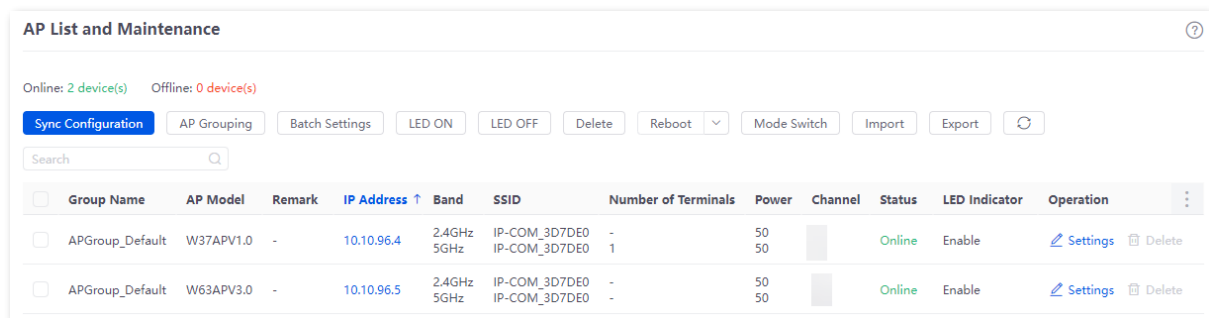 AP List and Maintenance
Online: 2 device(s) Offline: 0 device(s)
Sync Configuration AP Grouping Batch Settings LED ON LED OFF Delete Reboot Mode Switch Import Export
Search
Group Name AP Model Remark IP Address ↑ Band SSID Number of Terminals Power Channel Status LED Indicator Operation
APGroup_Default W37APV1.0 - 10.10.96.4 2.4GHz IP-COM_3D7DE0 - 50 Online Enable Settings Delete
5GHz IP-COM_3D7DE0 1 50
APGroup_Default W63APV3.0 - 10.10.96.5 2.4GHz IP-COM_3D7DE0 - 50 Online Enable Settings Delete
5GHz IP-COM_3D7DE0 - 50